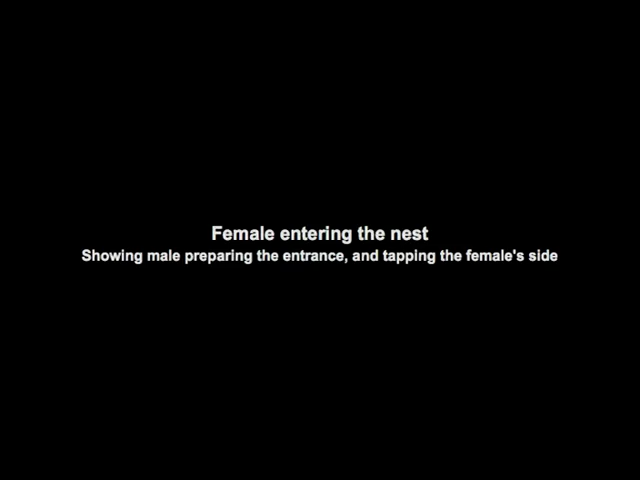 Female entering the nest
Showing male preparing the entrance, and tapping the female's side